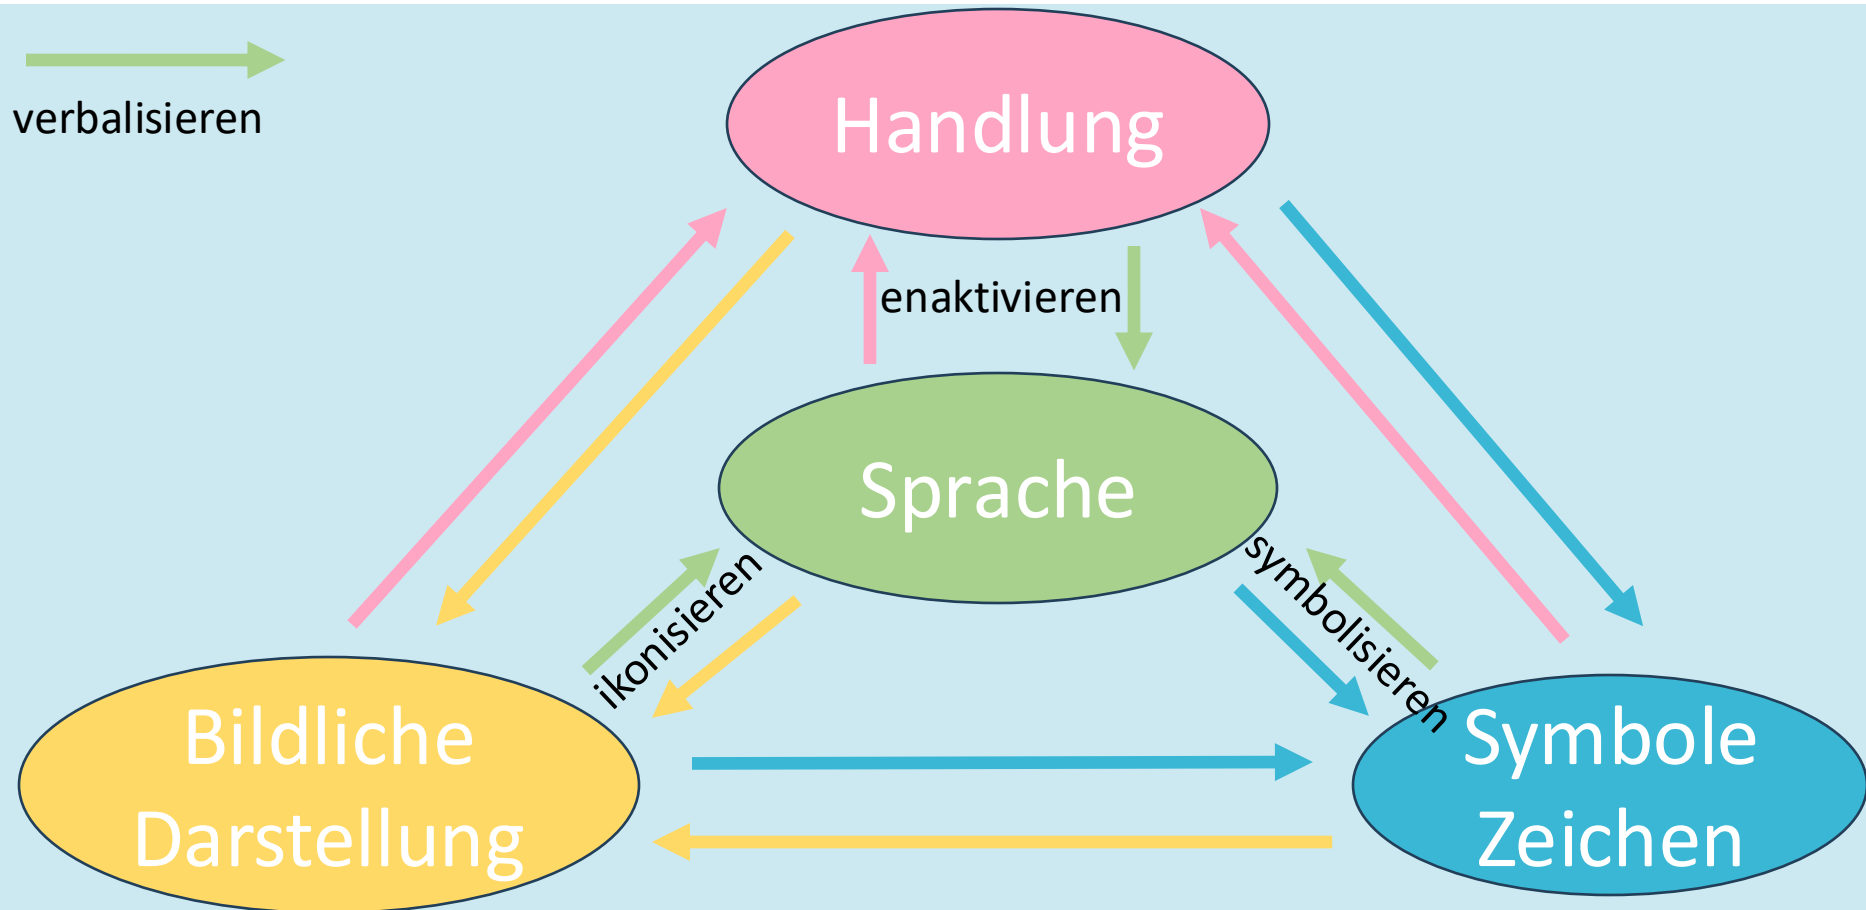 verbalisieren
Handlung
enaktivieren
Sprache
ikonisieren
symbolisieren
Bildliche
Darstellung
Symbole
Zeichen